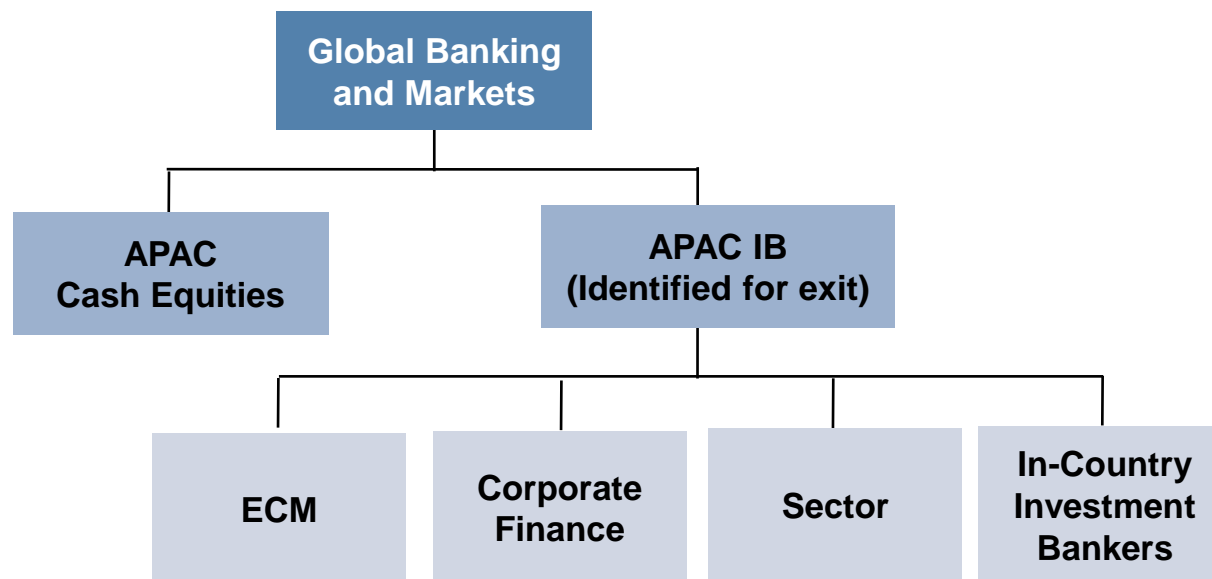 Global Banking
and Markets
APAC
Cash Equities
APAC IB
(Identified for exit)
ECM
Corporate
Finance
Sector
In-Country
Investment
Bankers